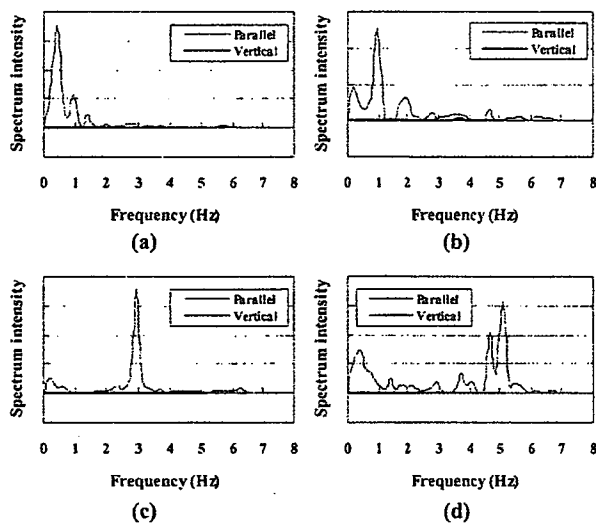 Spectrum intensity
Parallel
Vertical
0 1 2 3 4 5 6 7 8
Frequency (Hz)
(a)
Spectrum intensity
Parallel
Vertical
0 1 2 3 4 5 6 7 8
Frequency (Hz)
(b)
Spectrum intensity
Parallel
Vertical
0 1 2 3 4 5 6 7 8
Frequency (Hz)
(c)
Spectrum intensity
Parallel
Vertical
0 1 2 3 4 5 6 7 8
Frequency (Hz)
(d)